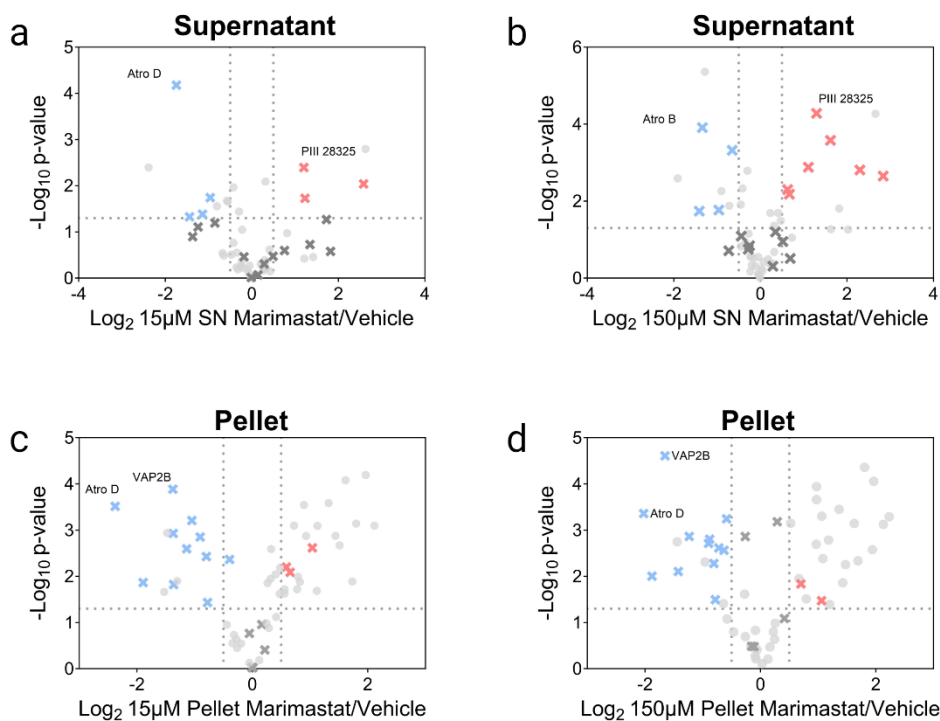 a
Supernatant
5
4
3
2
1
0
-Log10 p-value
Atro D
PIII 28325
-4
-2
0
2
4
Log2 15µM SN Marimastat/Vehicle
b
Supernatant
6
4
2
0
-Log10 p-value
Atro B
PIII 28325
-4
-2
0
2
4
Log2 150µM SN Marimastat/Vehicle
c
Pellet
5
4
3
2
1
0
-Log10 p-value
VAP2B
Atro D
-2
0
2
Log2 15µM Pellet Marimastat/Vehicle
d
Pellet
5
4
3
2
1
0
-Log10 p-value
VAP2B
Atro D
-2
0
2
Log2 150µM Pellet Marimastat/Vehicle